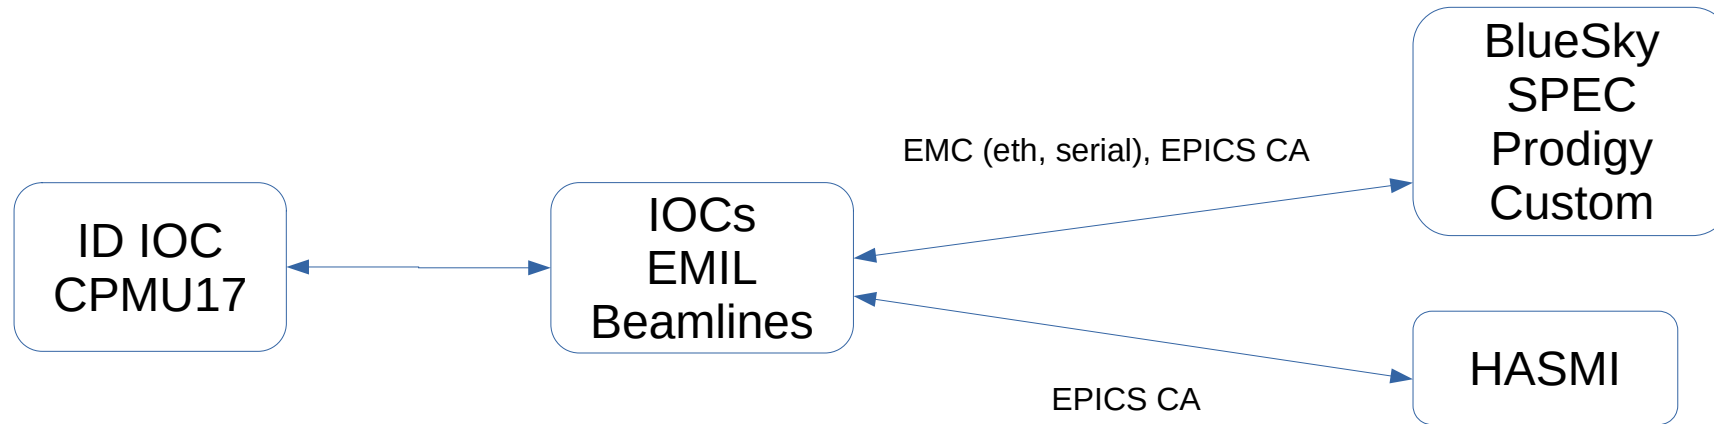 ID IOC
CPMU17
IOCs
EMIL
Beamlines
EMC (eth, serial), EPICS CA
BlueSky
SPEC
Prodigy
Custom
EPICS CA
HASMI